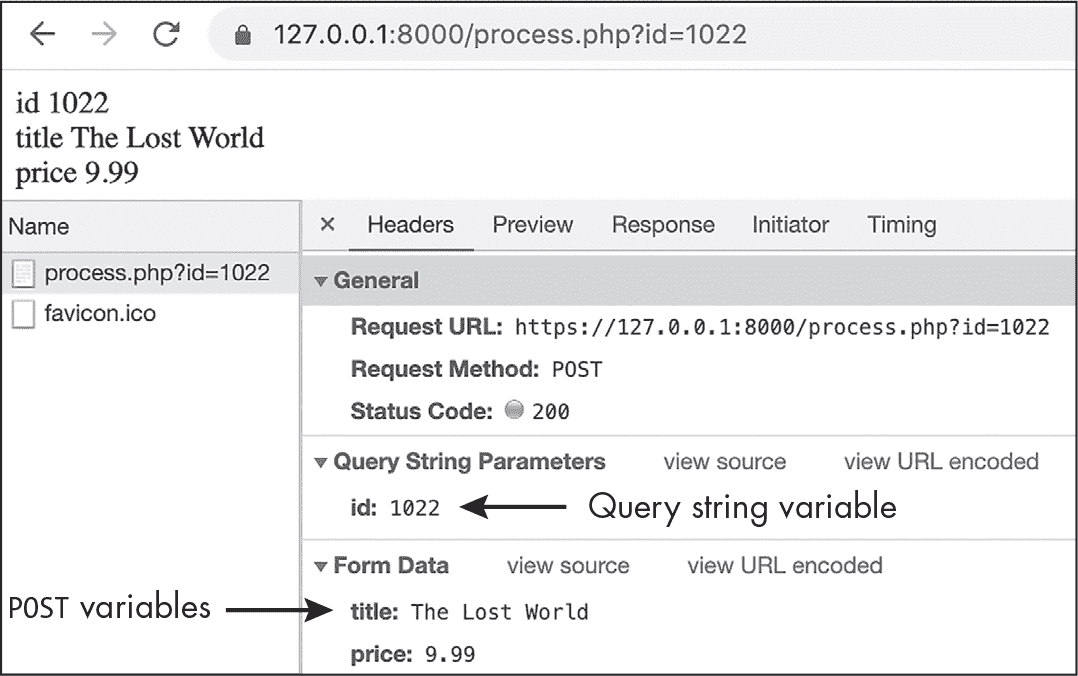 127.0.0.1:8000/process.php?id=1022
id 1022
title The Lost World
price 9.99
Name
process.php?id=1022
favicon.ico
× Headers Preview Response Initiator Timing
General
Request URL: https://127.0.0.1:8000/process.php?id=1022
Request Method: POST
Status Code: 200
Query String Parameters view source view URL encoded
id: 1022 Query string variable
Form Data view source view URL encoded
POST variables title: The Lost World
price: 9.99